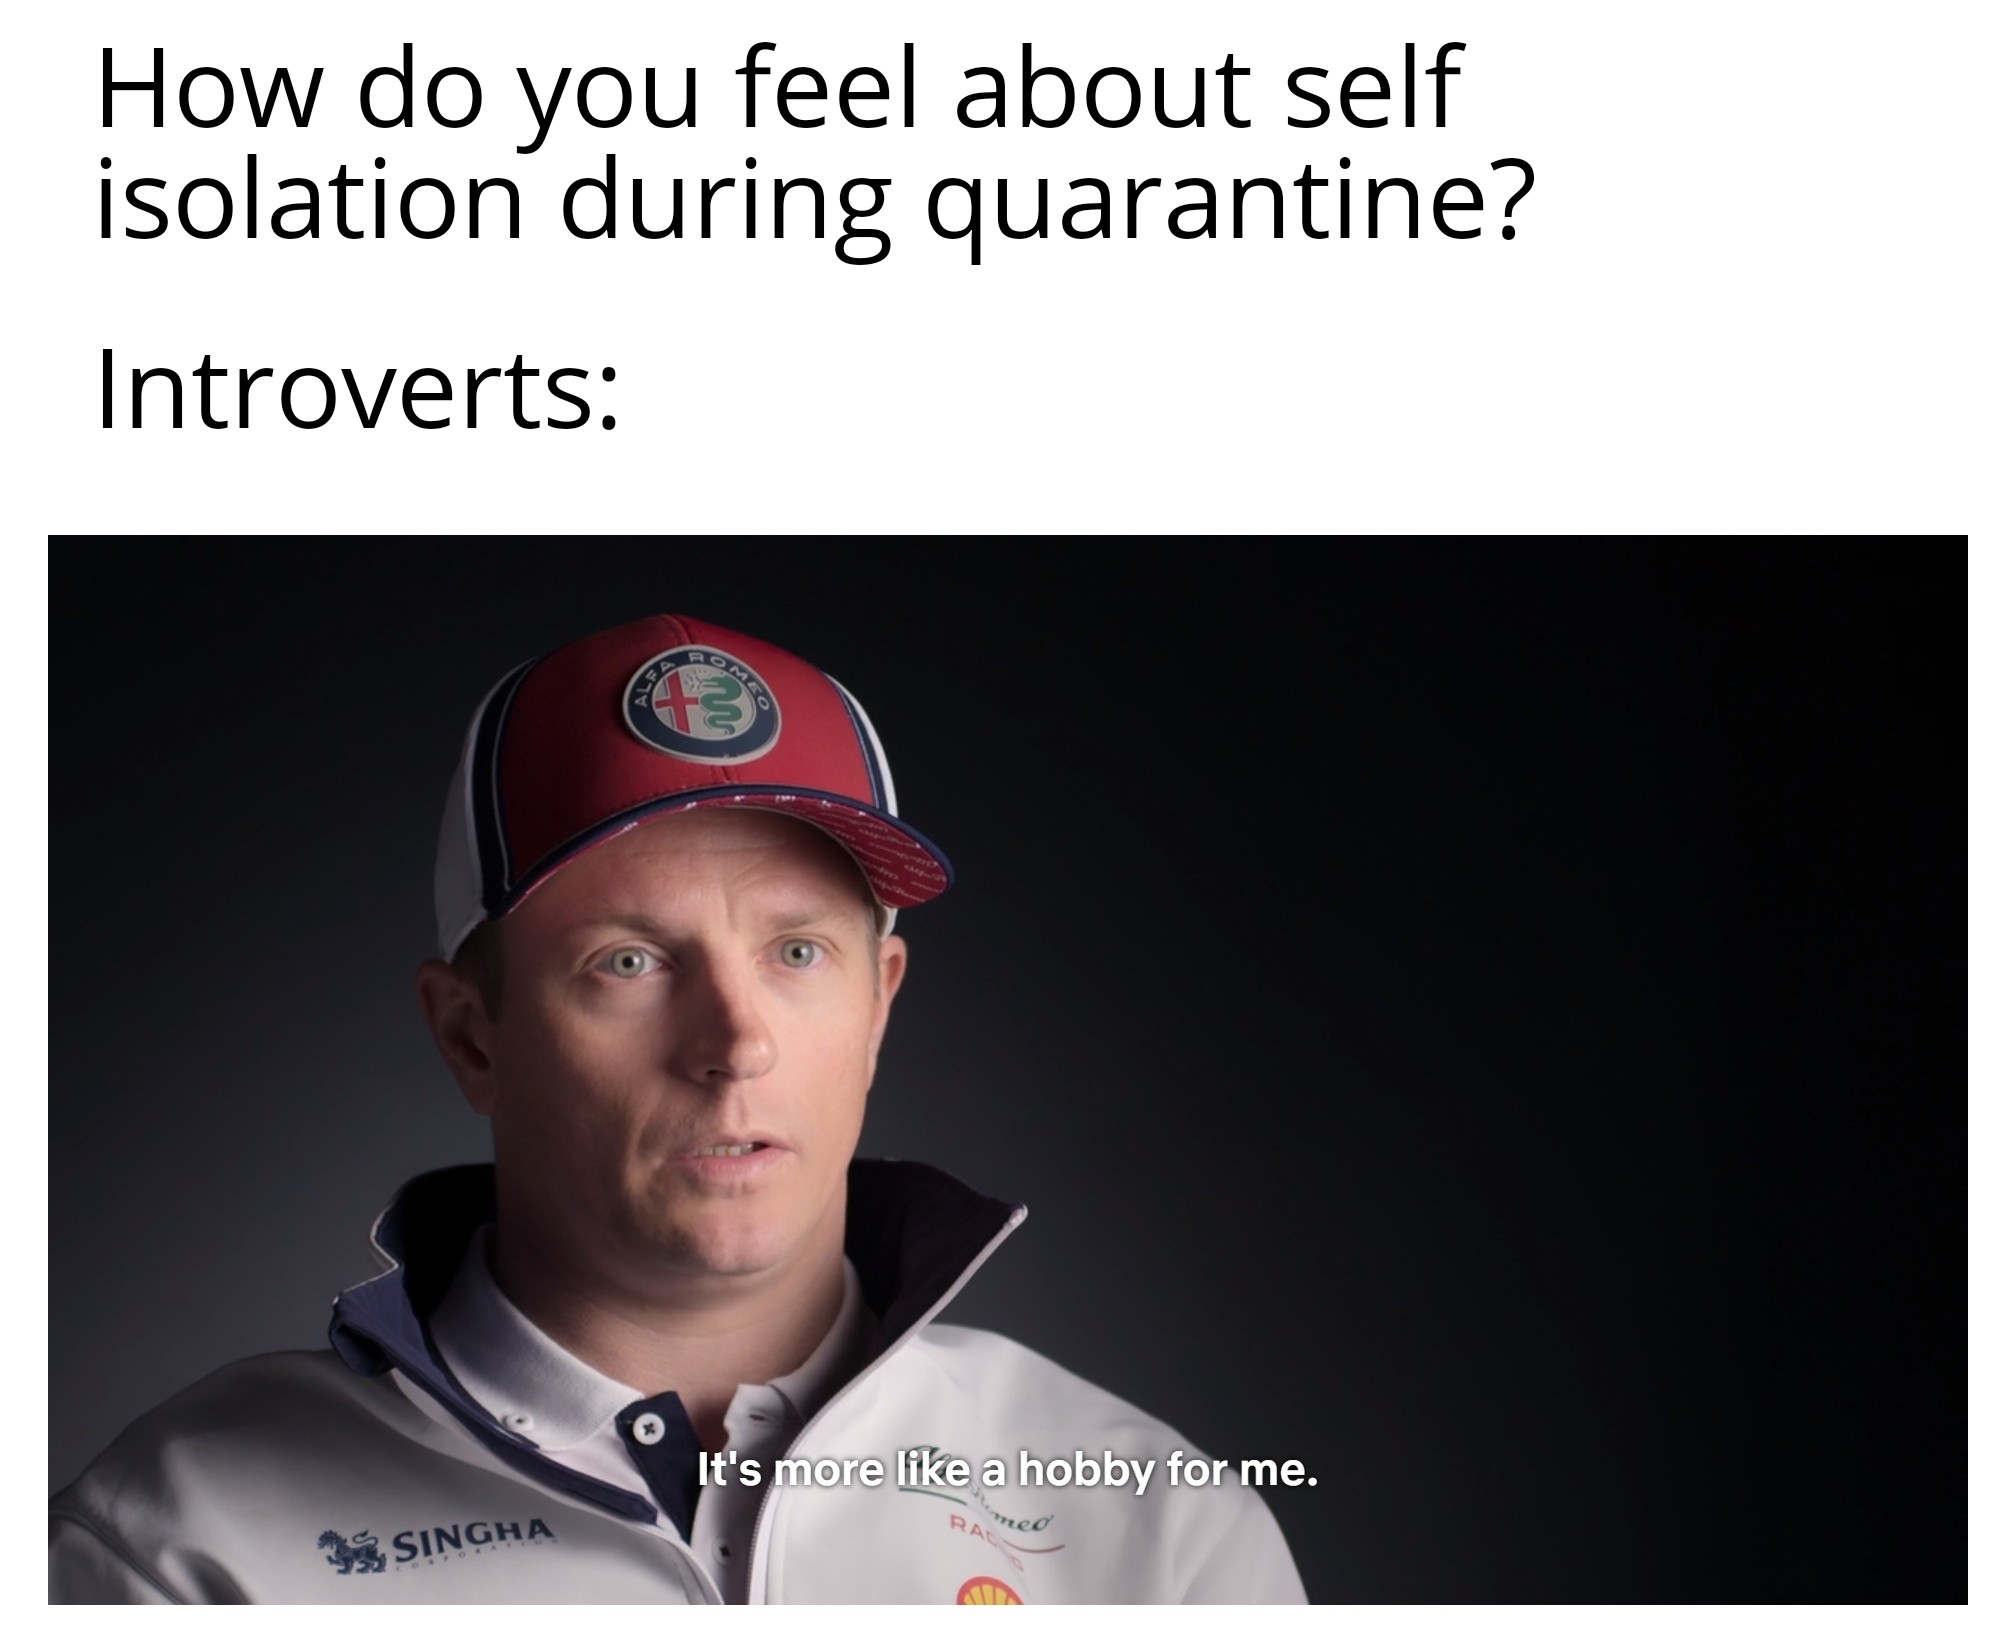 How do you feel about self
isolation during quarantine?
Introverts:
ALFA ROMEO
It's more like a hobby for me.
SINGHA
CORPORATION